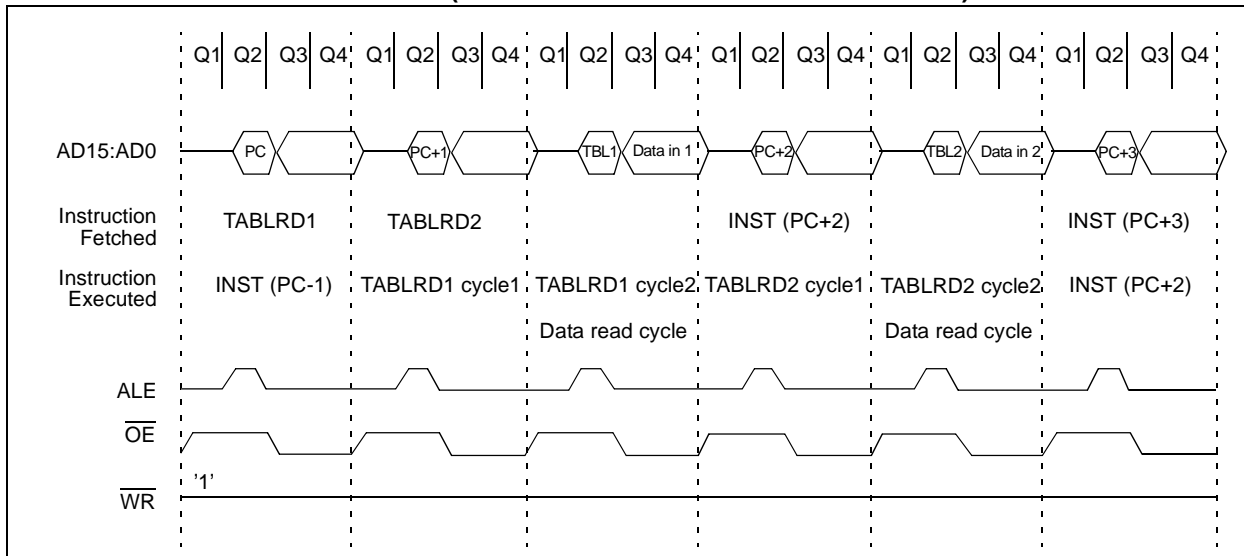 Q1 Q2 Q3 Q4 Q1 Q2 Q3 Q4 Q1 Q2 Q3 Q4 Q1 Q2 Q3 Q4 Q1 Q2 Q3 Q4 Q1 Q2 Q3 Q4
AD15:AD0 PC PC+1 TBL1 Data in 1 PC+2 TBL2 Data in 2 PC+3
Instruction
Fetched
TABLRD1 TABLRD2 INST (PC+2) INST (PC+3)
Instruction
Executed
INST (PC-1) TABLRD1 cycle1 TABLRD1 cycle2 TABLRD2 cycle1 TABLRD2 cycle2 INST (PC+2)
Data read cycle Data read cycle
ALE
OE
'1'
WR